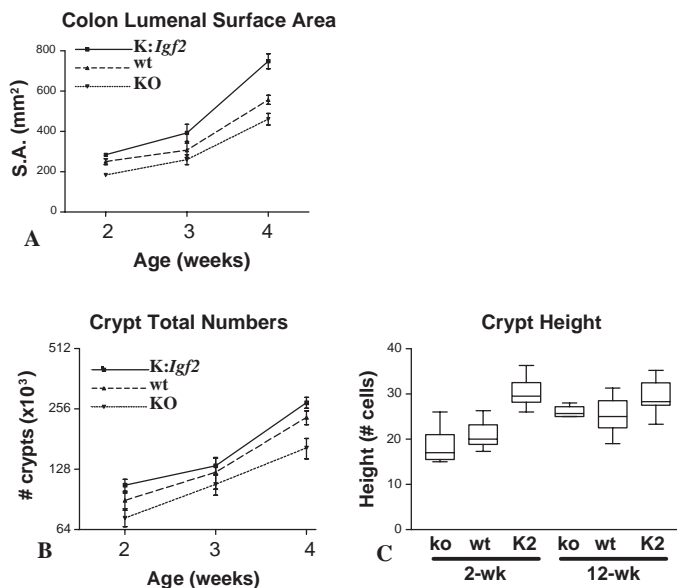 Colon Lumenal Surface Area
K:Igf2
wt
KO
800
600
400
200
0
S.A. (mm²)
2 3 4
Age (weeks)
A
Crypt Total Numbers
K:Igf2
wt
KO
512
256
128
64
# crypts (x10³)
2 3 4
Age (weeks)
B
Crypt Height
40
30
20
10
0
Height (# cells)
ko wt K2 ko wt K2
2-wk 12-wk
C